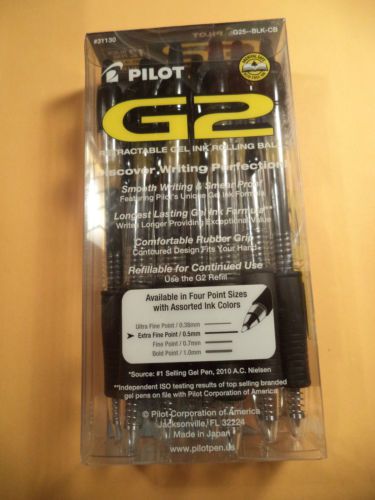 #31130
G25--BLK-CB
PILOT
G2
RETRACTABLE GEL INK ROLLING BALL
Discover Writing Perfection
Smooth Writing & Smear Proof
Featuring Pilot's Unique Gel Ink Formula
Longest Lasting Gel Ink Formula**
Writes Longer Providing Exceptional Value
Comfortable Rubber Grip
Contoured Design Fits Your Hand
Refillable for Continued Use
Use the G2 Refill
Available in Four Point Sizes
with Assorted Ink Colors
Ultra Fine Point / 0.38mm
Extra Fine Point / 0.5mm
Fine Point / 0.7mm
Bold Point / 1.0mm
*Source: #1 Selling Gel Pen, 2010 A.C. Nielsen
**Independent ISO testing results of top selling branded
gel pens on file with Pilot Corporation of America
© Pilot Corporation of America
Jacksonville, FL 32224
Made in Japan
www.pilotpen.us